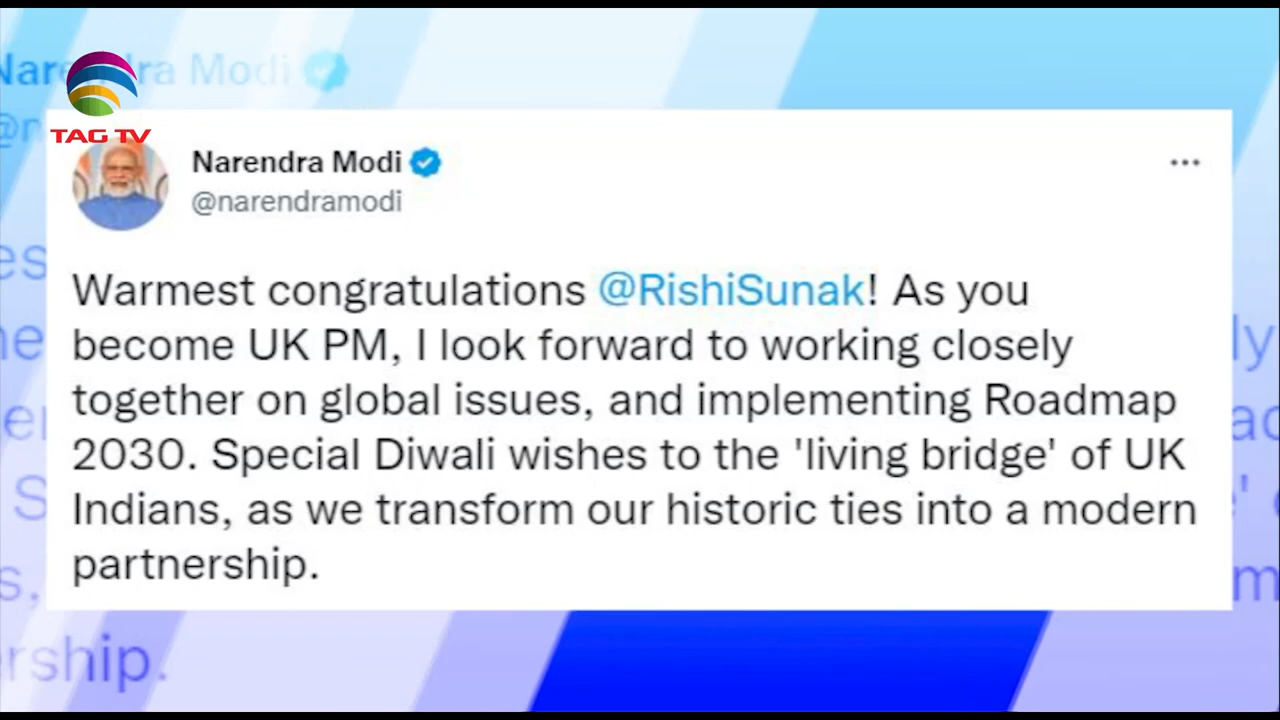 Narendra Modi
TAG TV
Narendra Modi
@narendramodi
Warmest congratulations @RishiSunak! As you
become UK PM, I look forward to working closely
together on global issues, and implementing Roadmap
2030. Special Diwali wishes to the 'living bridge' of UK
Indians, as we transform our historic ties into a modern
partnership.